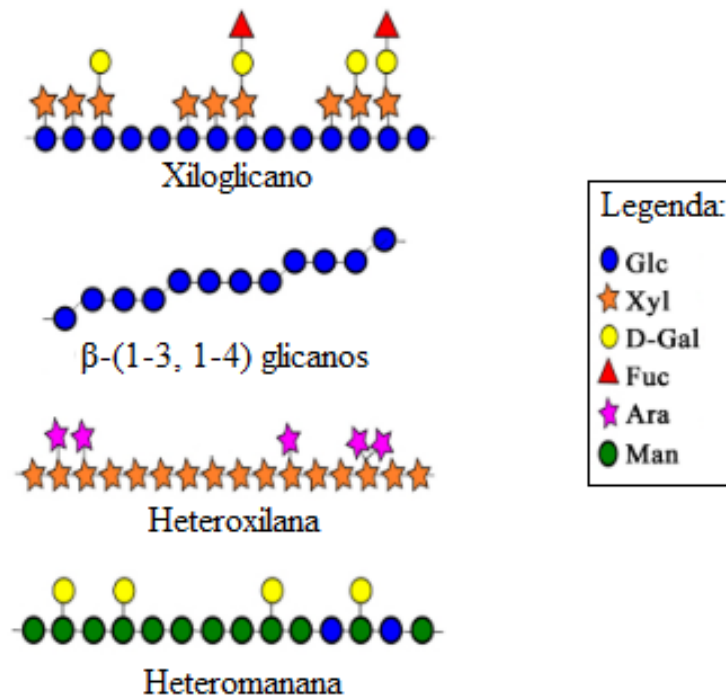 Xiloglicano
β-(1-3, 1-4) glicanos
Heteroxilana
Heteromanana
Legenda:
Glc
Xyl
D-Gal
Fuc
Ara
Man